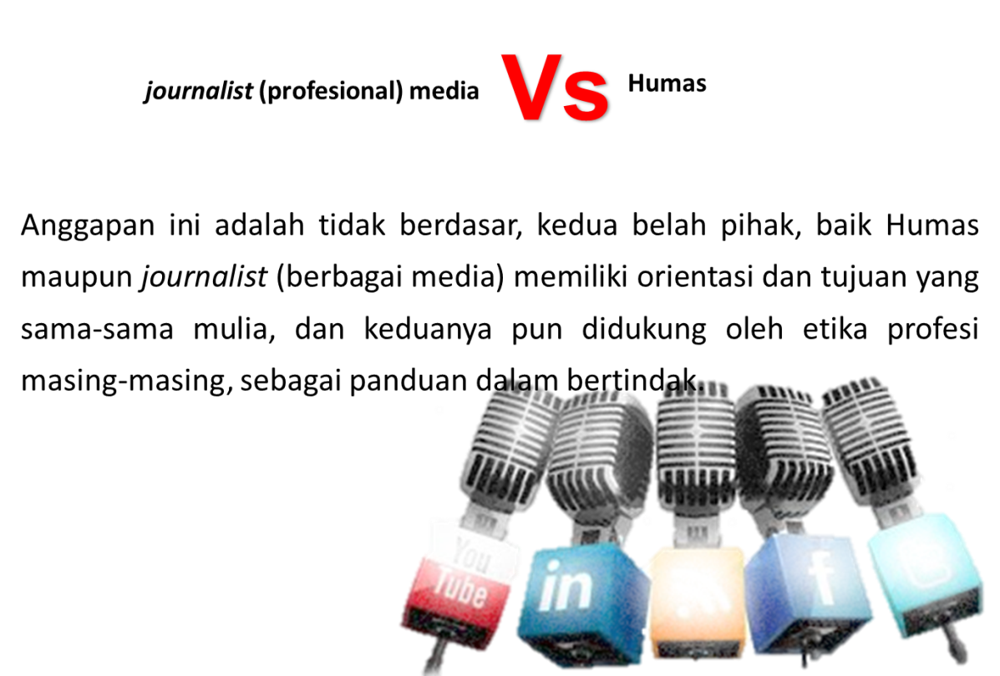 journalist (profesional) media Vs Humas
Anggapan ini adalah tidak berdasar, kedua belah pihak, baik Humas
maupun journalist (berbagai media) memiliki orientasi dan tujuan yang
sama-sama mulia, dan keduanya pun didukung oleh etika profesi
masing-masing, sebagai panduan dalam bertindak.
You
Tube
in
f